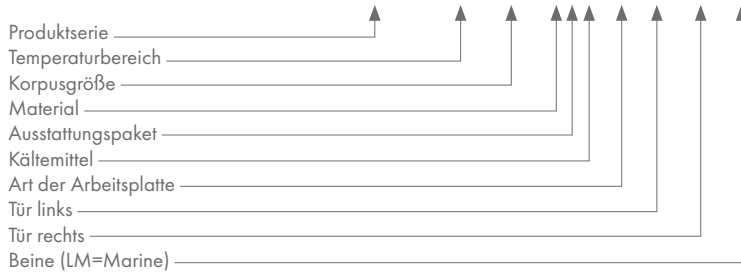 Produktserie
Temperaturbereich
Korpusgröße
Material
Ausstattungspaket
Kältemittel
Art der Arbeitsplatte
Tür links
Tür rechts
Beine (LM=Marine)